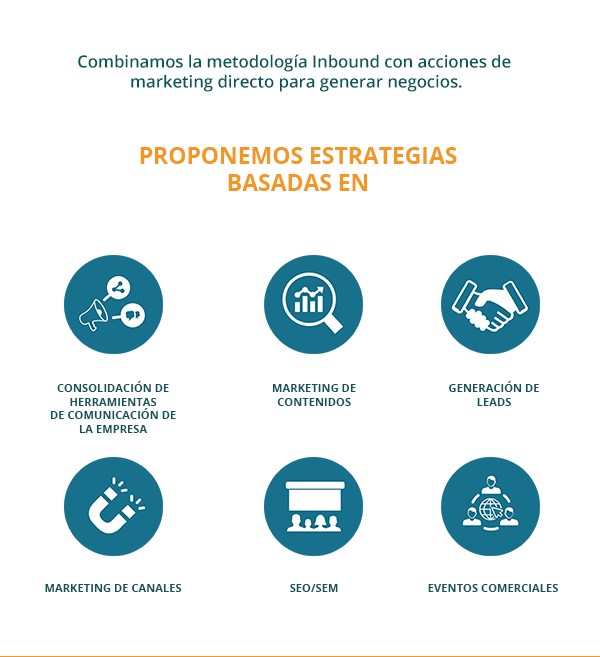 Combinamos la metodología Inbound con acciones de
marketing directo para generar negocios.
PROPONEMOS ESTRATEGIAS
BASADAS EN
CONSOLIDACIÓN DE
HERRAMIENTAS
DE COMUNICACIÓN DE
LA EMPRESA
MARKETING DE
CONTENIDOS
GENERACIÓN DE
LEADS
MARKETING DE CANALES
SEO/SEM
EVENTOS COMERCIALES